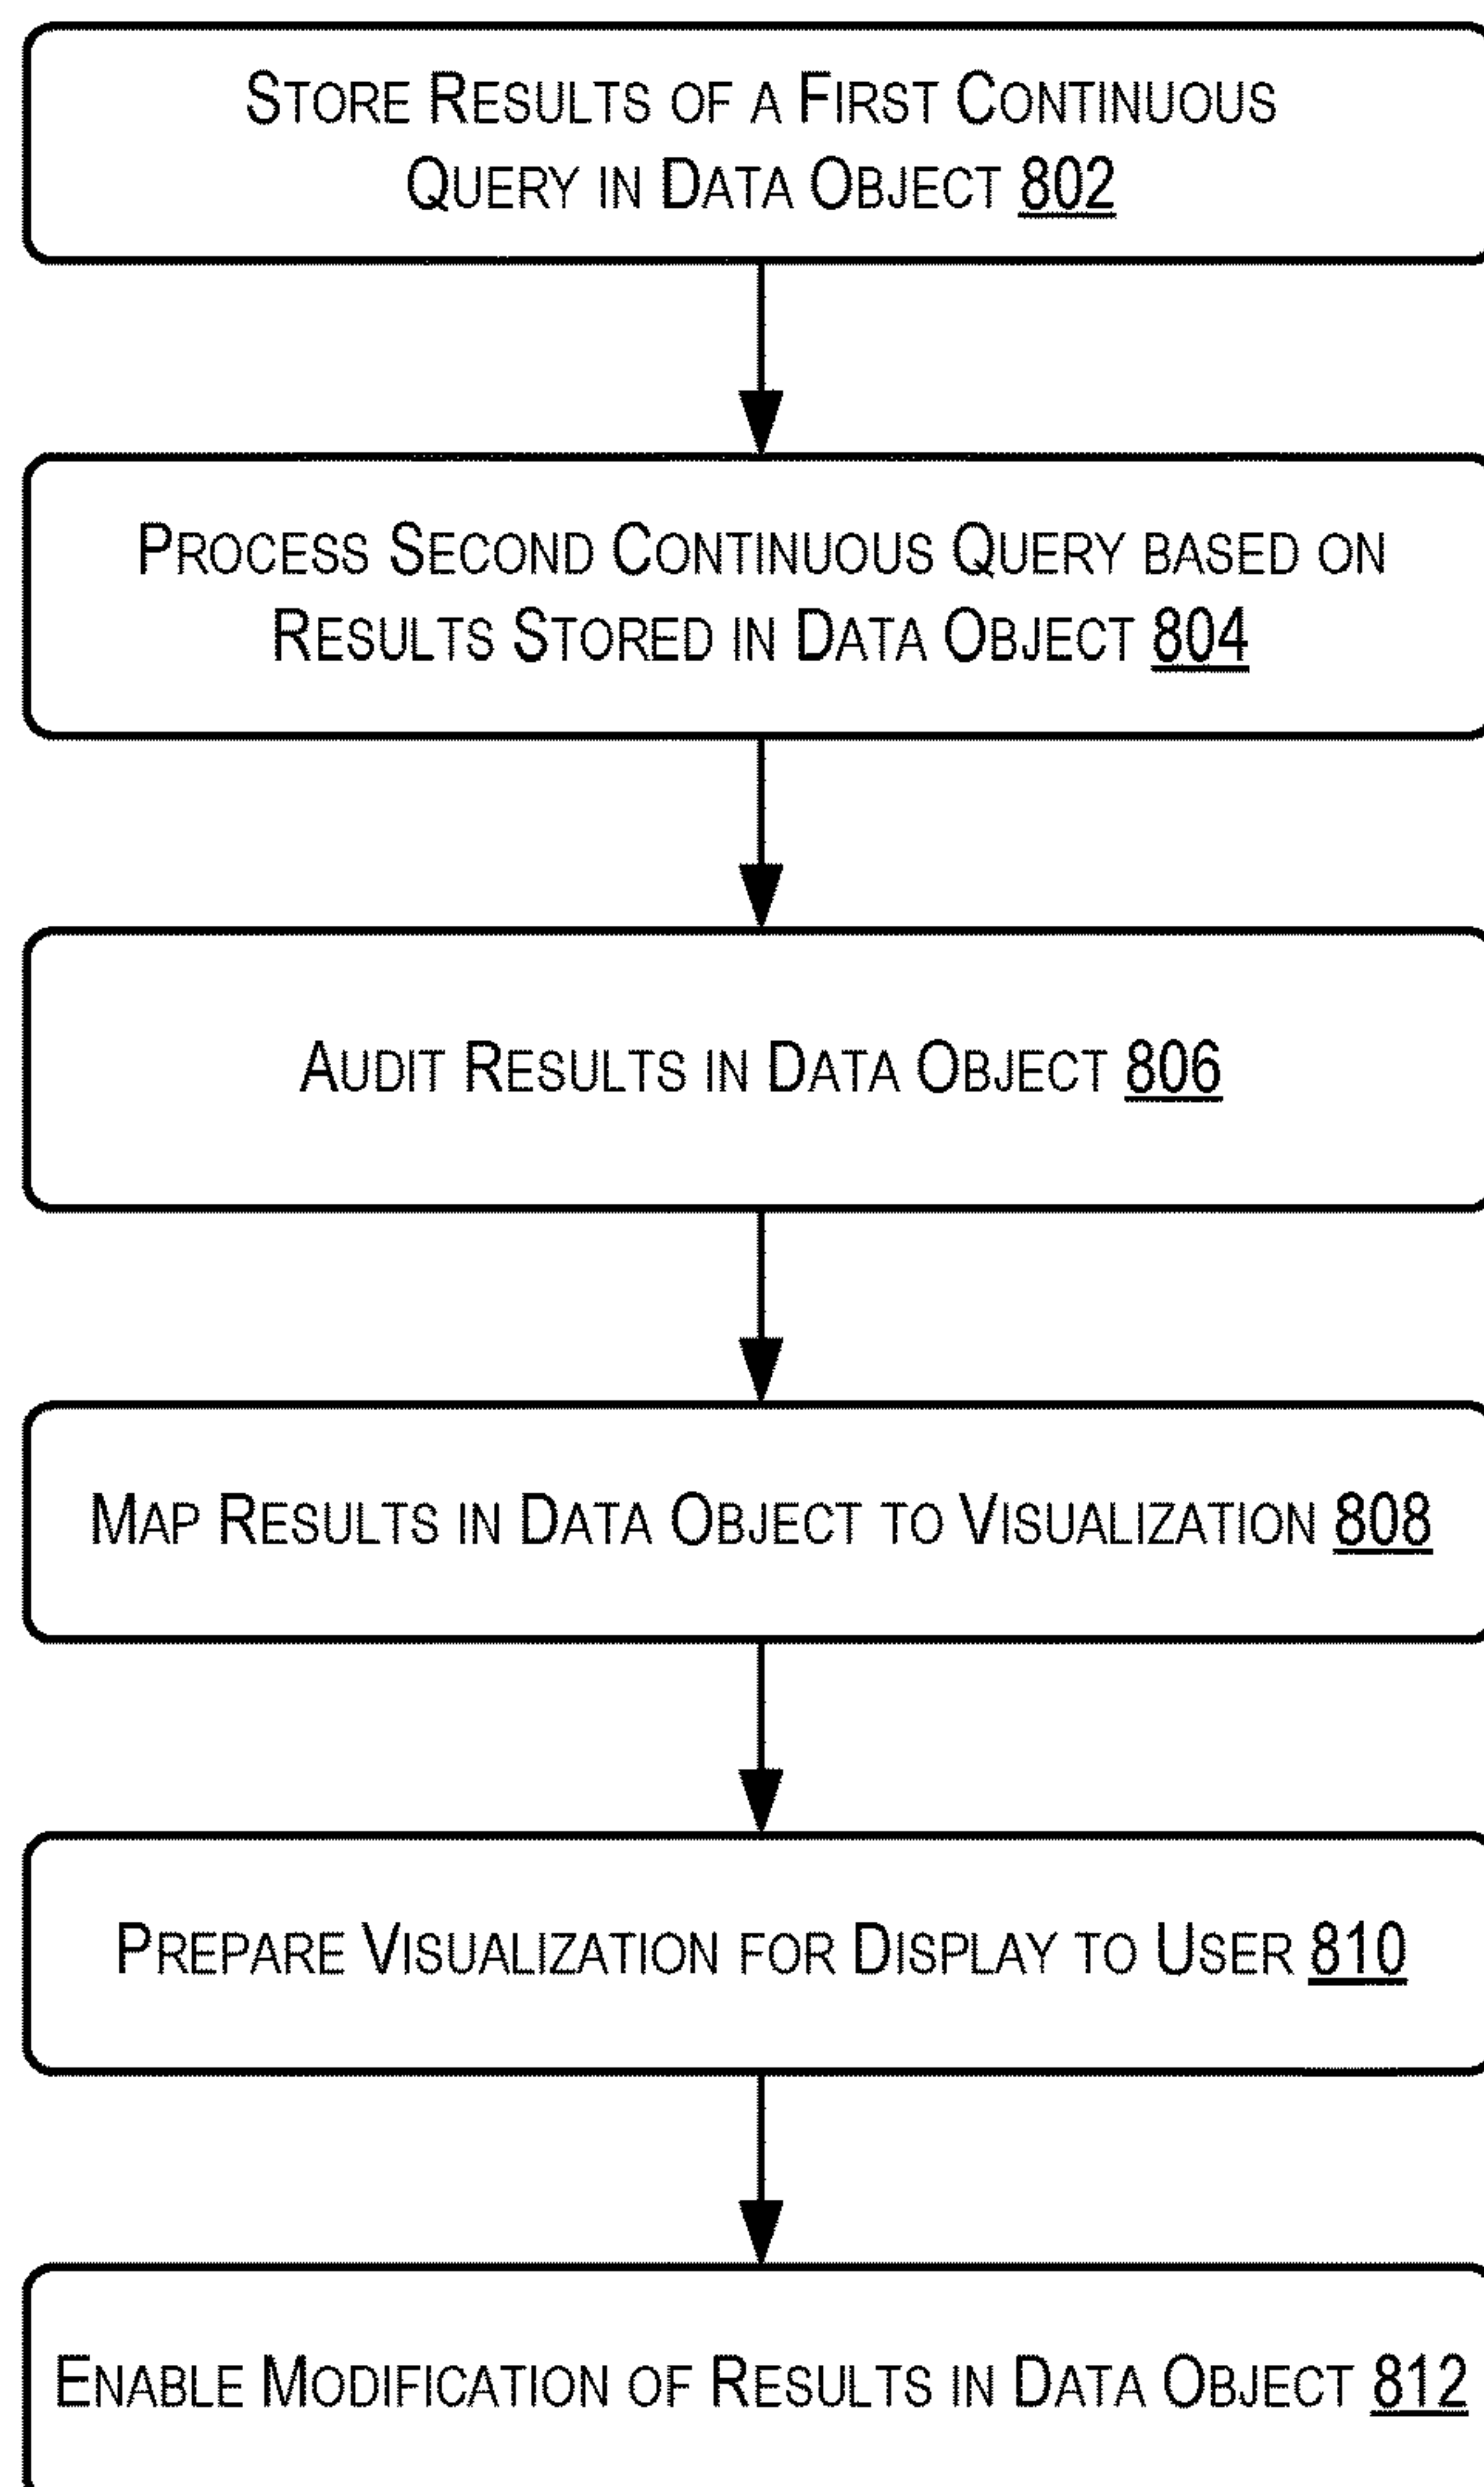 STORE RESULTS OF A FIRST CONTINUOUS
QUERY IN DATA OBJECT 802
PROCESS SECOND CONTINUOUS QUERY BASED ON
RESULTS STORED IN DATA OBJECT 804
AUDIT RESULTS IN DATA OBJECT 806
MAP RESULTS IN DATA OBJECT TO VISUALIZATION 808
PREPARE VISUALIZATION FOR DISPLAY TO USER 810
ENABLE MODIFICATION OF RESULTS IN DATA OBJECT 812